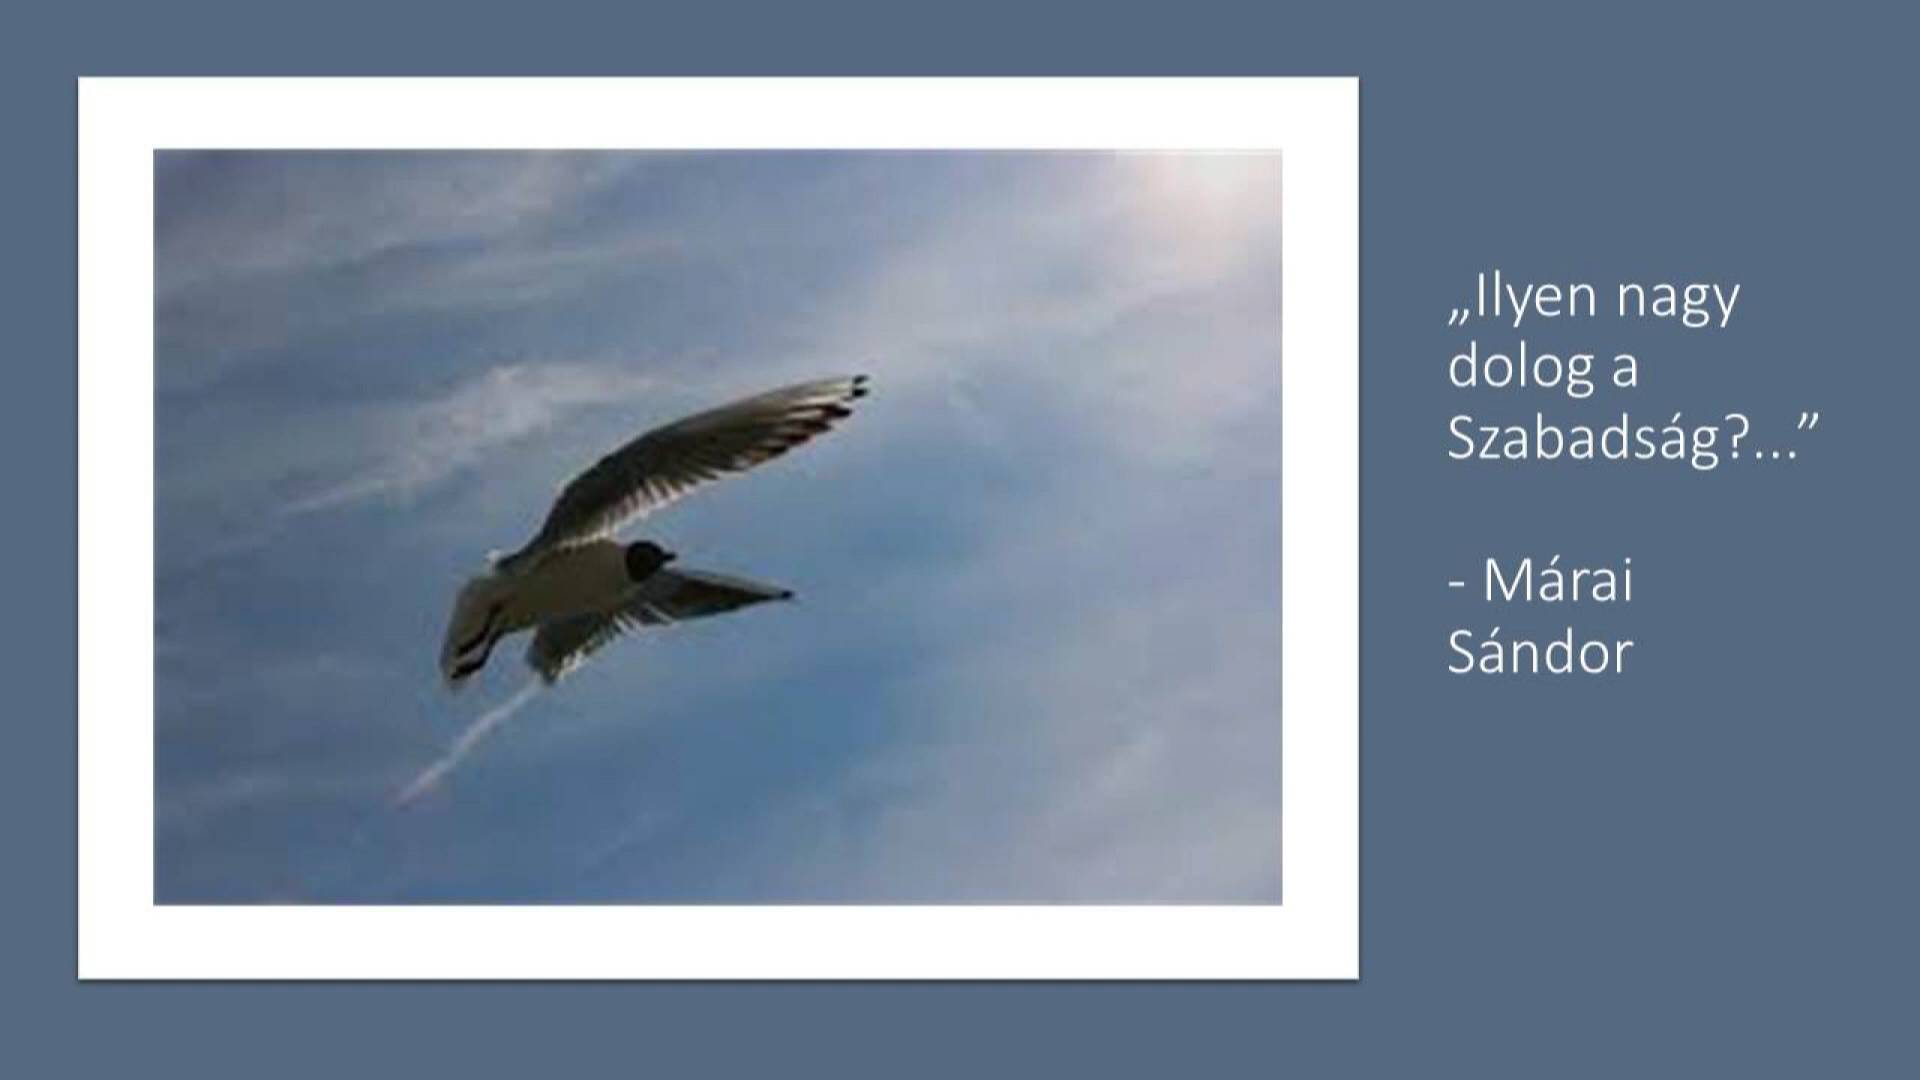 „Ilyen nagy
dolog a
Szabadság?...”
- Márai
Sándor